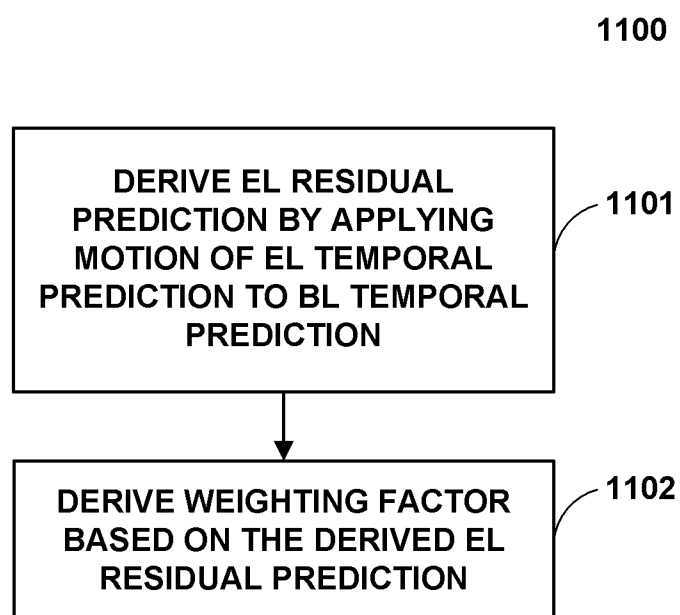 1100
DERIVE EL RESIDUAL
PREDICTION BY APPLYING
MOTION OF EL TEMPORAL
PREDICTION TO BL TEMPORAL
PREDICTION
1101
DERIVE WEIGHTING FACTOR
BASED ON THE DERIVED EL
RESIDUAL PREDICTION
1102